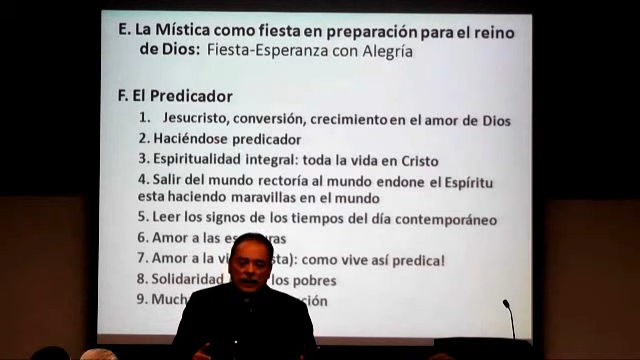 E. La Mística como fiesta en preparación para el reino
de Dios: Fiesta-Esperanza con Alegría
F. El Predicador
1. Jesucristo, conversión, crecimiento en el amor de Dios
2. Haciéndose predicador
3. Espiritualidad integral: toda la vida en Cristo
4. Salir del mundo rectoría al mundo endone el Espíritu
esta haciendo maravillas en el mundo
5. Leer los signos de los tiempos del día contemporáneo
6. Amor a las
7. Amor a la como vive así predica!
8. Solidaridad los pobres
9.